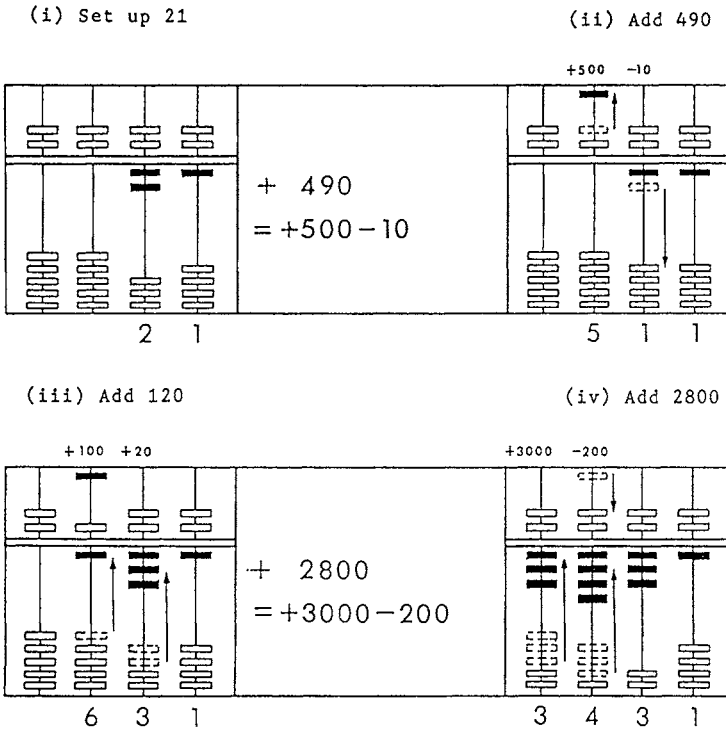 (i) Set up 21
(ii) Add 490
+500 -10
+ 490
= +500-10
2 1
5 1 1
(iii) Add 120
(iv) Add 2800
+100 +20
+3000 -200
+ 2800
= +3000-200
6 3 1
3 4 3 1